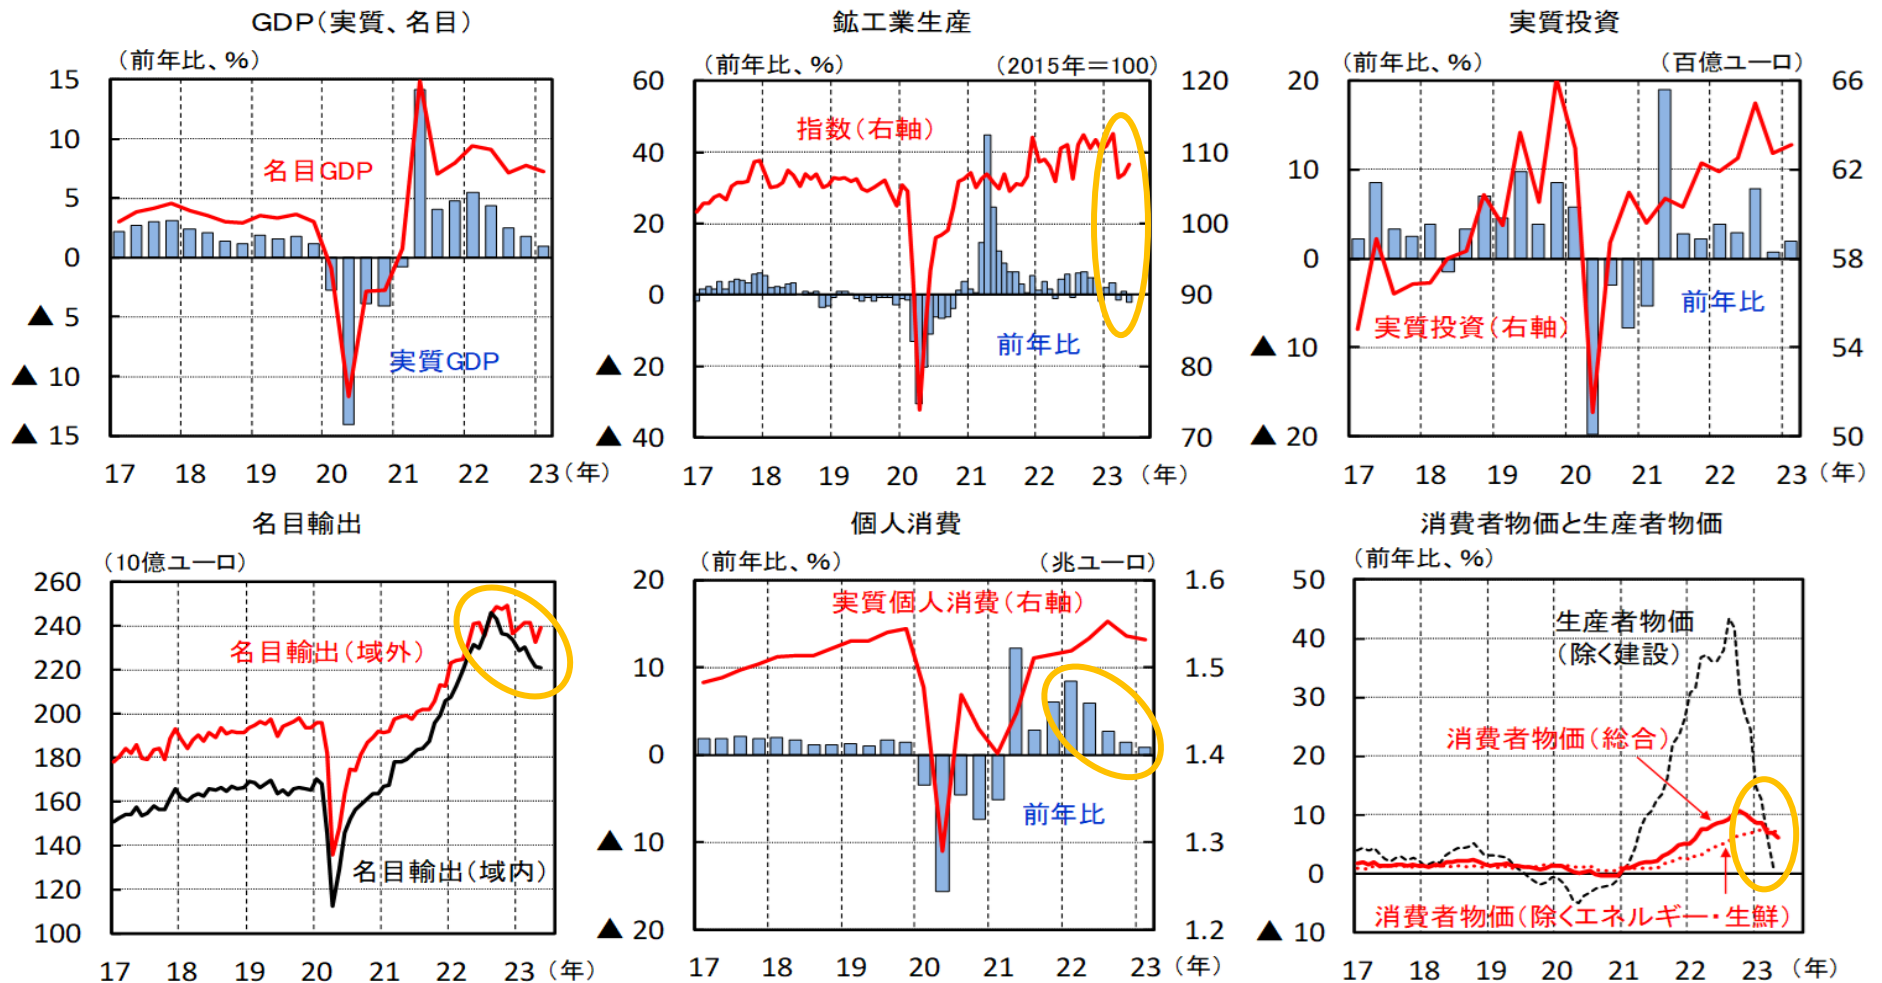 GDP（実質、名目）
（前年比、%）
15
10
5
0
▲ 5
▲ 10
▲ 15
名目GDP
実質GDP
17 18 19 20 21 22 23（年）
鉱工業生産
（前年比、%） （2015年＝100）
60 120
40 110
20 100
0 90
▲ 20 80
▲ 40 70
指数（右軸）
前年比
17 18 19 20 21 22 23 （年）
実質投資
（前年比、%） （百億ユーロ）
20 66
10 62
0 58
▲ 10 54
▲ 20 50
前年比
実質投資（右軸）
17 18 19 20 21 22 23 （年）
名目輸出
（10億ユーロ）
260
240
220
200
180
160
140
120
100
名目輸出（域外）
名目輸出（域内）
17 18 19 20 21 22 23 （年）
個人消費
（前年比、%） （兆ユーロ）
20 1.6
10 1.5
0 1.4
▲ 10 1.3
▲ 20 1.2
実質個人消費（右軸）
前年比
17 18 19 20 21 22 23 （年）
消費者物価と生産者物価
（前年比、%）
50
40
30
20
10
0
▲ 10
生産者物価
（除く建設）
消費者物価（総合）
消費者物価（除くエネルギー・生鮮）
17 18 19 20 21 22 23 （年）